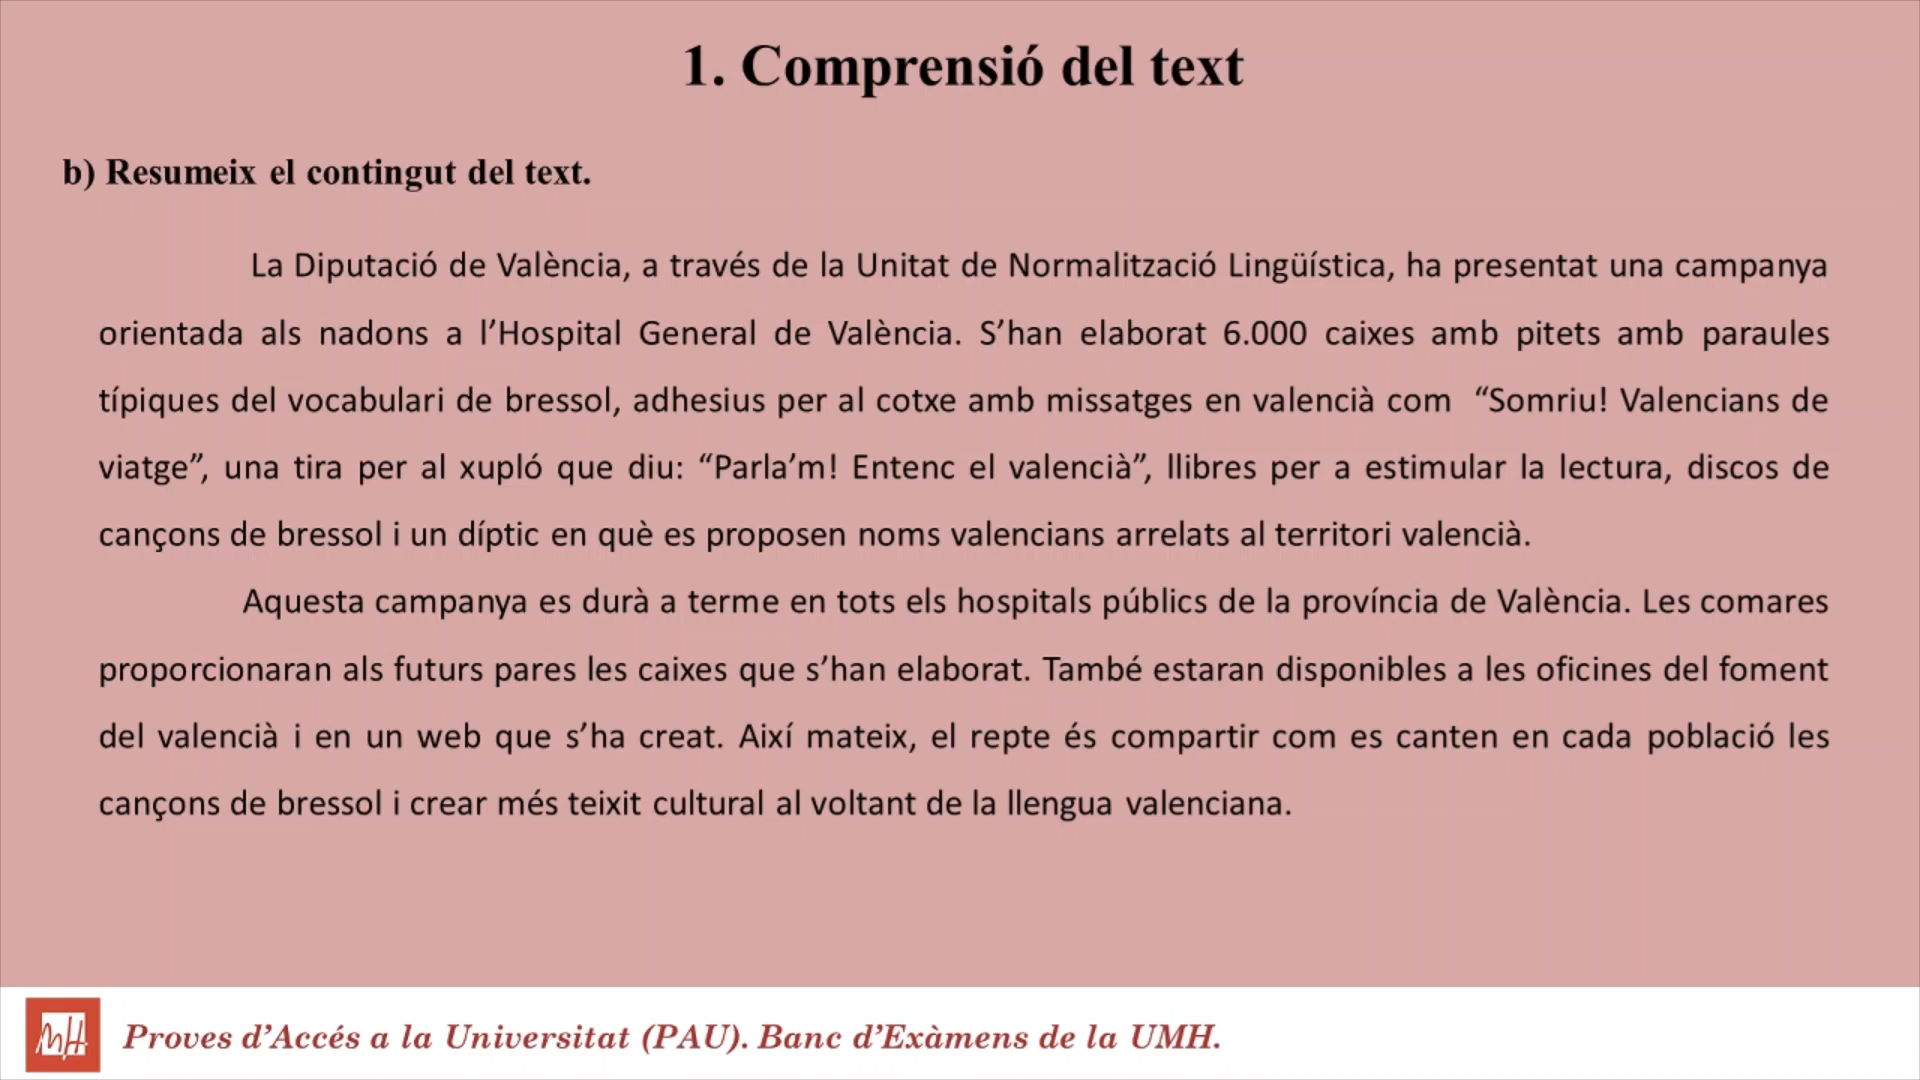 1. Comprensió del text
b) Resumeix el contingut del text.
La Diputació de València, a través de la Unitat de Normalització Lingüística, ha presentat una campanya
orientada als nadons a l’Hospital General de València. S’han elaborat 6.000 caixes amb pitets amb paraules
típiques del vocabulari de bressol, adhesius per al cotxe amb missatges en valencià com “Somriu! Valencians de
viatge”, una tira per al xupló que diu: “Parla’m! Entenc el valencià”, llibres per a estimular la lectura, discos de
cançons de bressol i un díptic en què es proposen noms valencians arrelats al territori valencià.
Aquesta campanya es durà a terme en tots els hospitals públics de la província de València. Les comares
proporcionaran als futurs pares les caixes que s’han elaborat. També estaran disponibles a les oficines del foment
del valencià i en un web que s’ha creat. Així mateix, el repte és compartir com es canten en cada població les
cançons de bressol i crear més teixit cultural al voltant de la llengua valenciana.
Proves d’Accés a la Universitat (PAU). Banc d’Exàmens de la UMH.